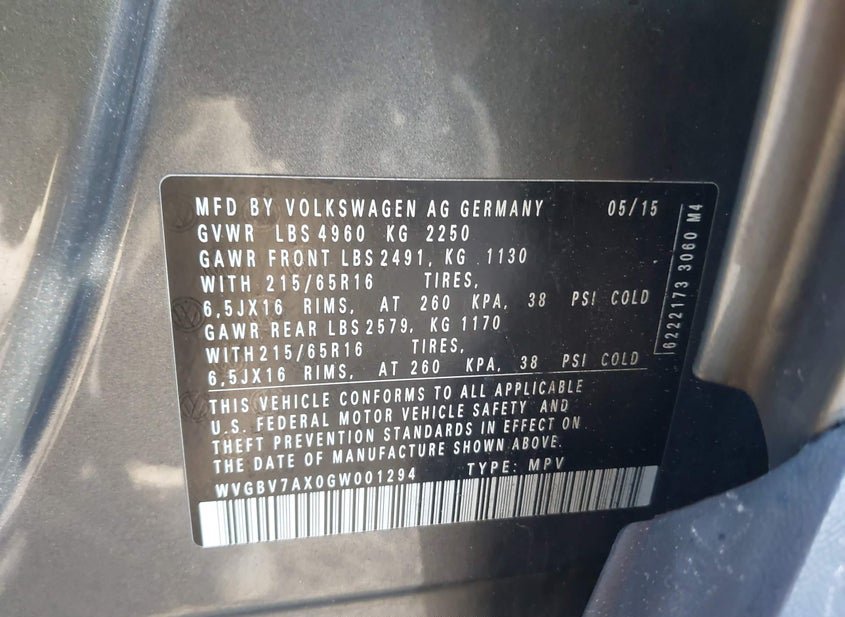 MFD BY VOLKSWAGEN AG GERMANY 05/15
GVWR LBS 4960 KG 2250
GAWR FRONT LBS 2491, KG 1130
WITH 215/65R16 TIRES,
6,5JX16 RIMS, AT 260 KPA, 38 PSI COLD
GAWR REAR LBS 2579, KG 1170
WITH 215/65R16 TIRES,
6,5JX16 RIMS, AT 260 KPA, 38 PSI COLD
THIS VEHICLE CONFORMS TO ALL APPLICABLE
U.S. FEDERAL MOTOR VEHICLE SAFETY AND
THEFT PREVENTION STANDARDS IN EFFECT ON
THE DATE OF MANUFACTURE SHOWN ABOVE.
WVGBV7AX0GW001294 TYPE: MPV
6222173 3060 M4